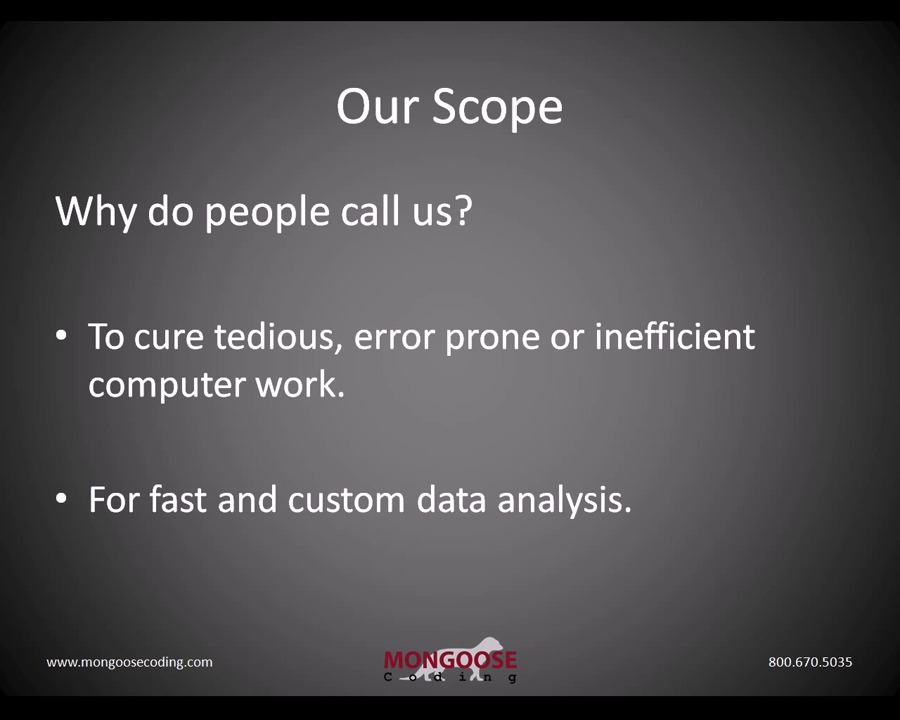 Our Scope
Why do people call us?
• To cure tedious, error prone or inefficient
computer work.
• For fast and custom data analysis.
www.mongoosecoding.com
MONGOOSE
Coding
800.670.5035